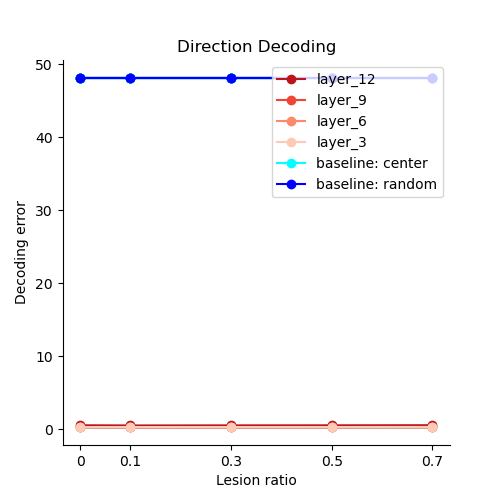 Direction Decoding
50
40
30
20
10
0
Decoding error
layer_12
layer_9
layer_6
layer_3
baseline: center
baseline: random
0 0.1 0.3 0.5 0.7
Lesion ratio